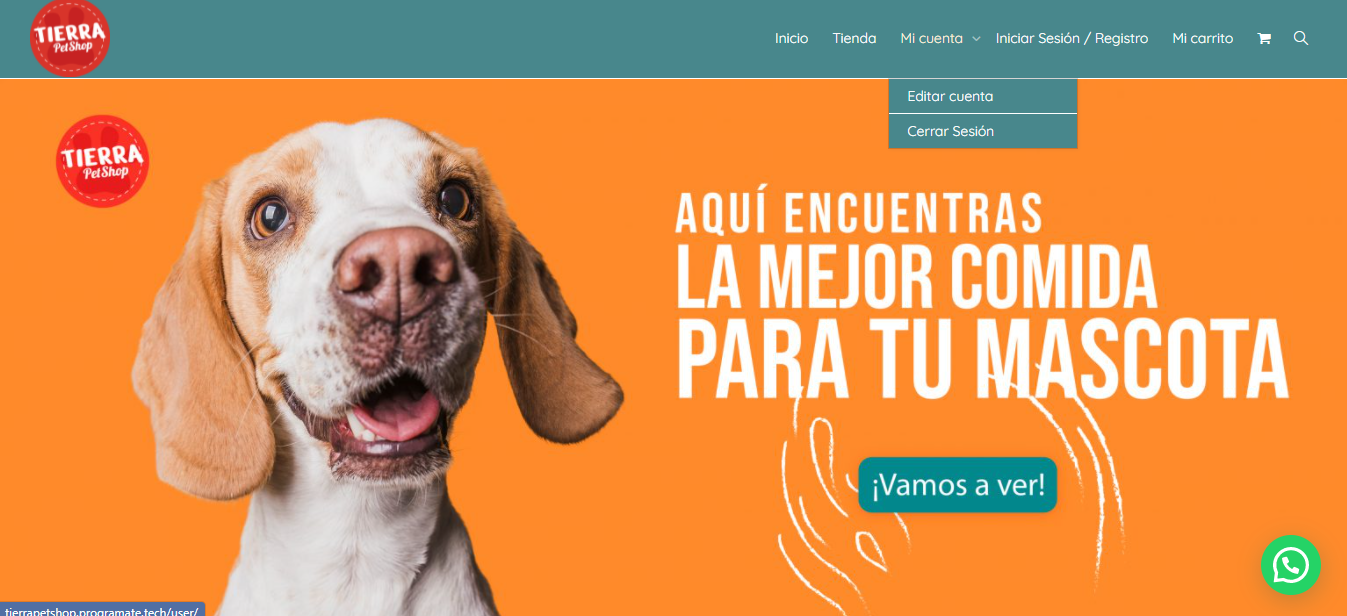 TIERRA
PetShop
Inicio
Tienda
Mi cuenta
Iniciar Sesión / Registro
Mi carrito
Editar cuenta
Cerrar Sesión
TIERRA
PetShop
AQUÍ ENCUENTRAS
LA MEJOR COMIDA
PARA TU MASCOTA
¡Vamos a ver!
tierrapetshop.programate.tech/user/